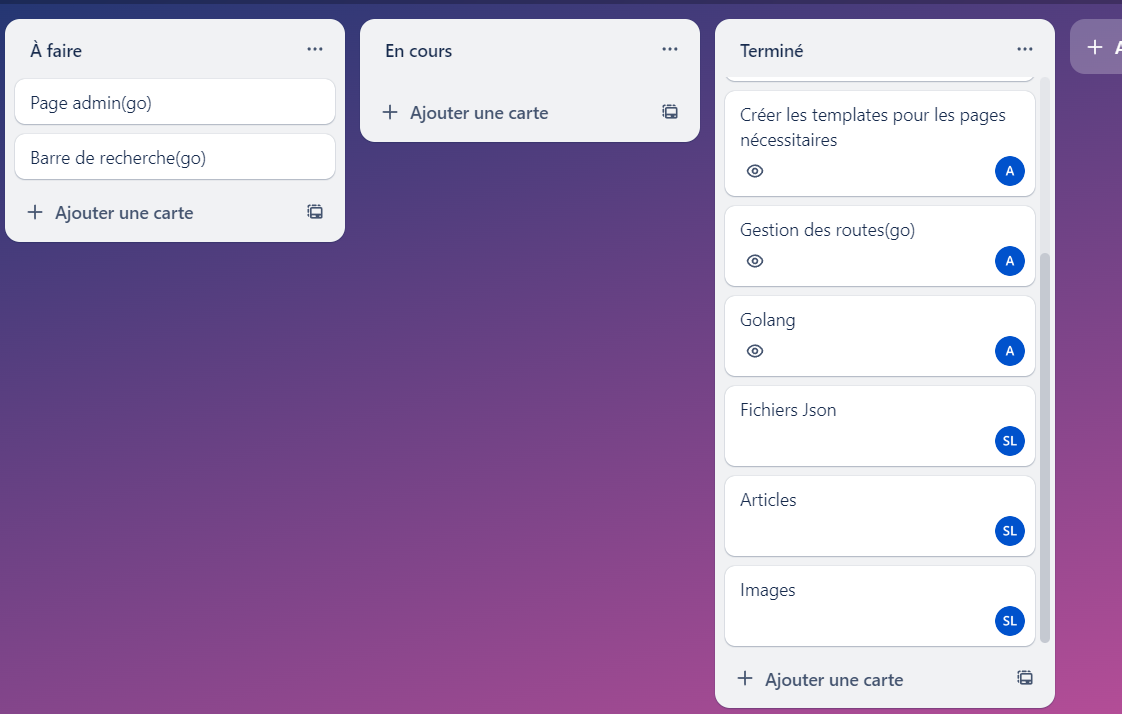 À faire
Page admin(go)
Barre de recherche(go)
Ajouter une carte
En cours
Ajouter une carte
Terminé
Créer les templates pour les pages
nécessitaires
A
Gestion des routes(go)
A
Golang
A
Fichiers Json
SL
Articles
SL
Images
SL
Ajouter une carte